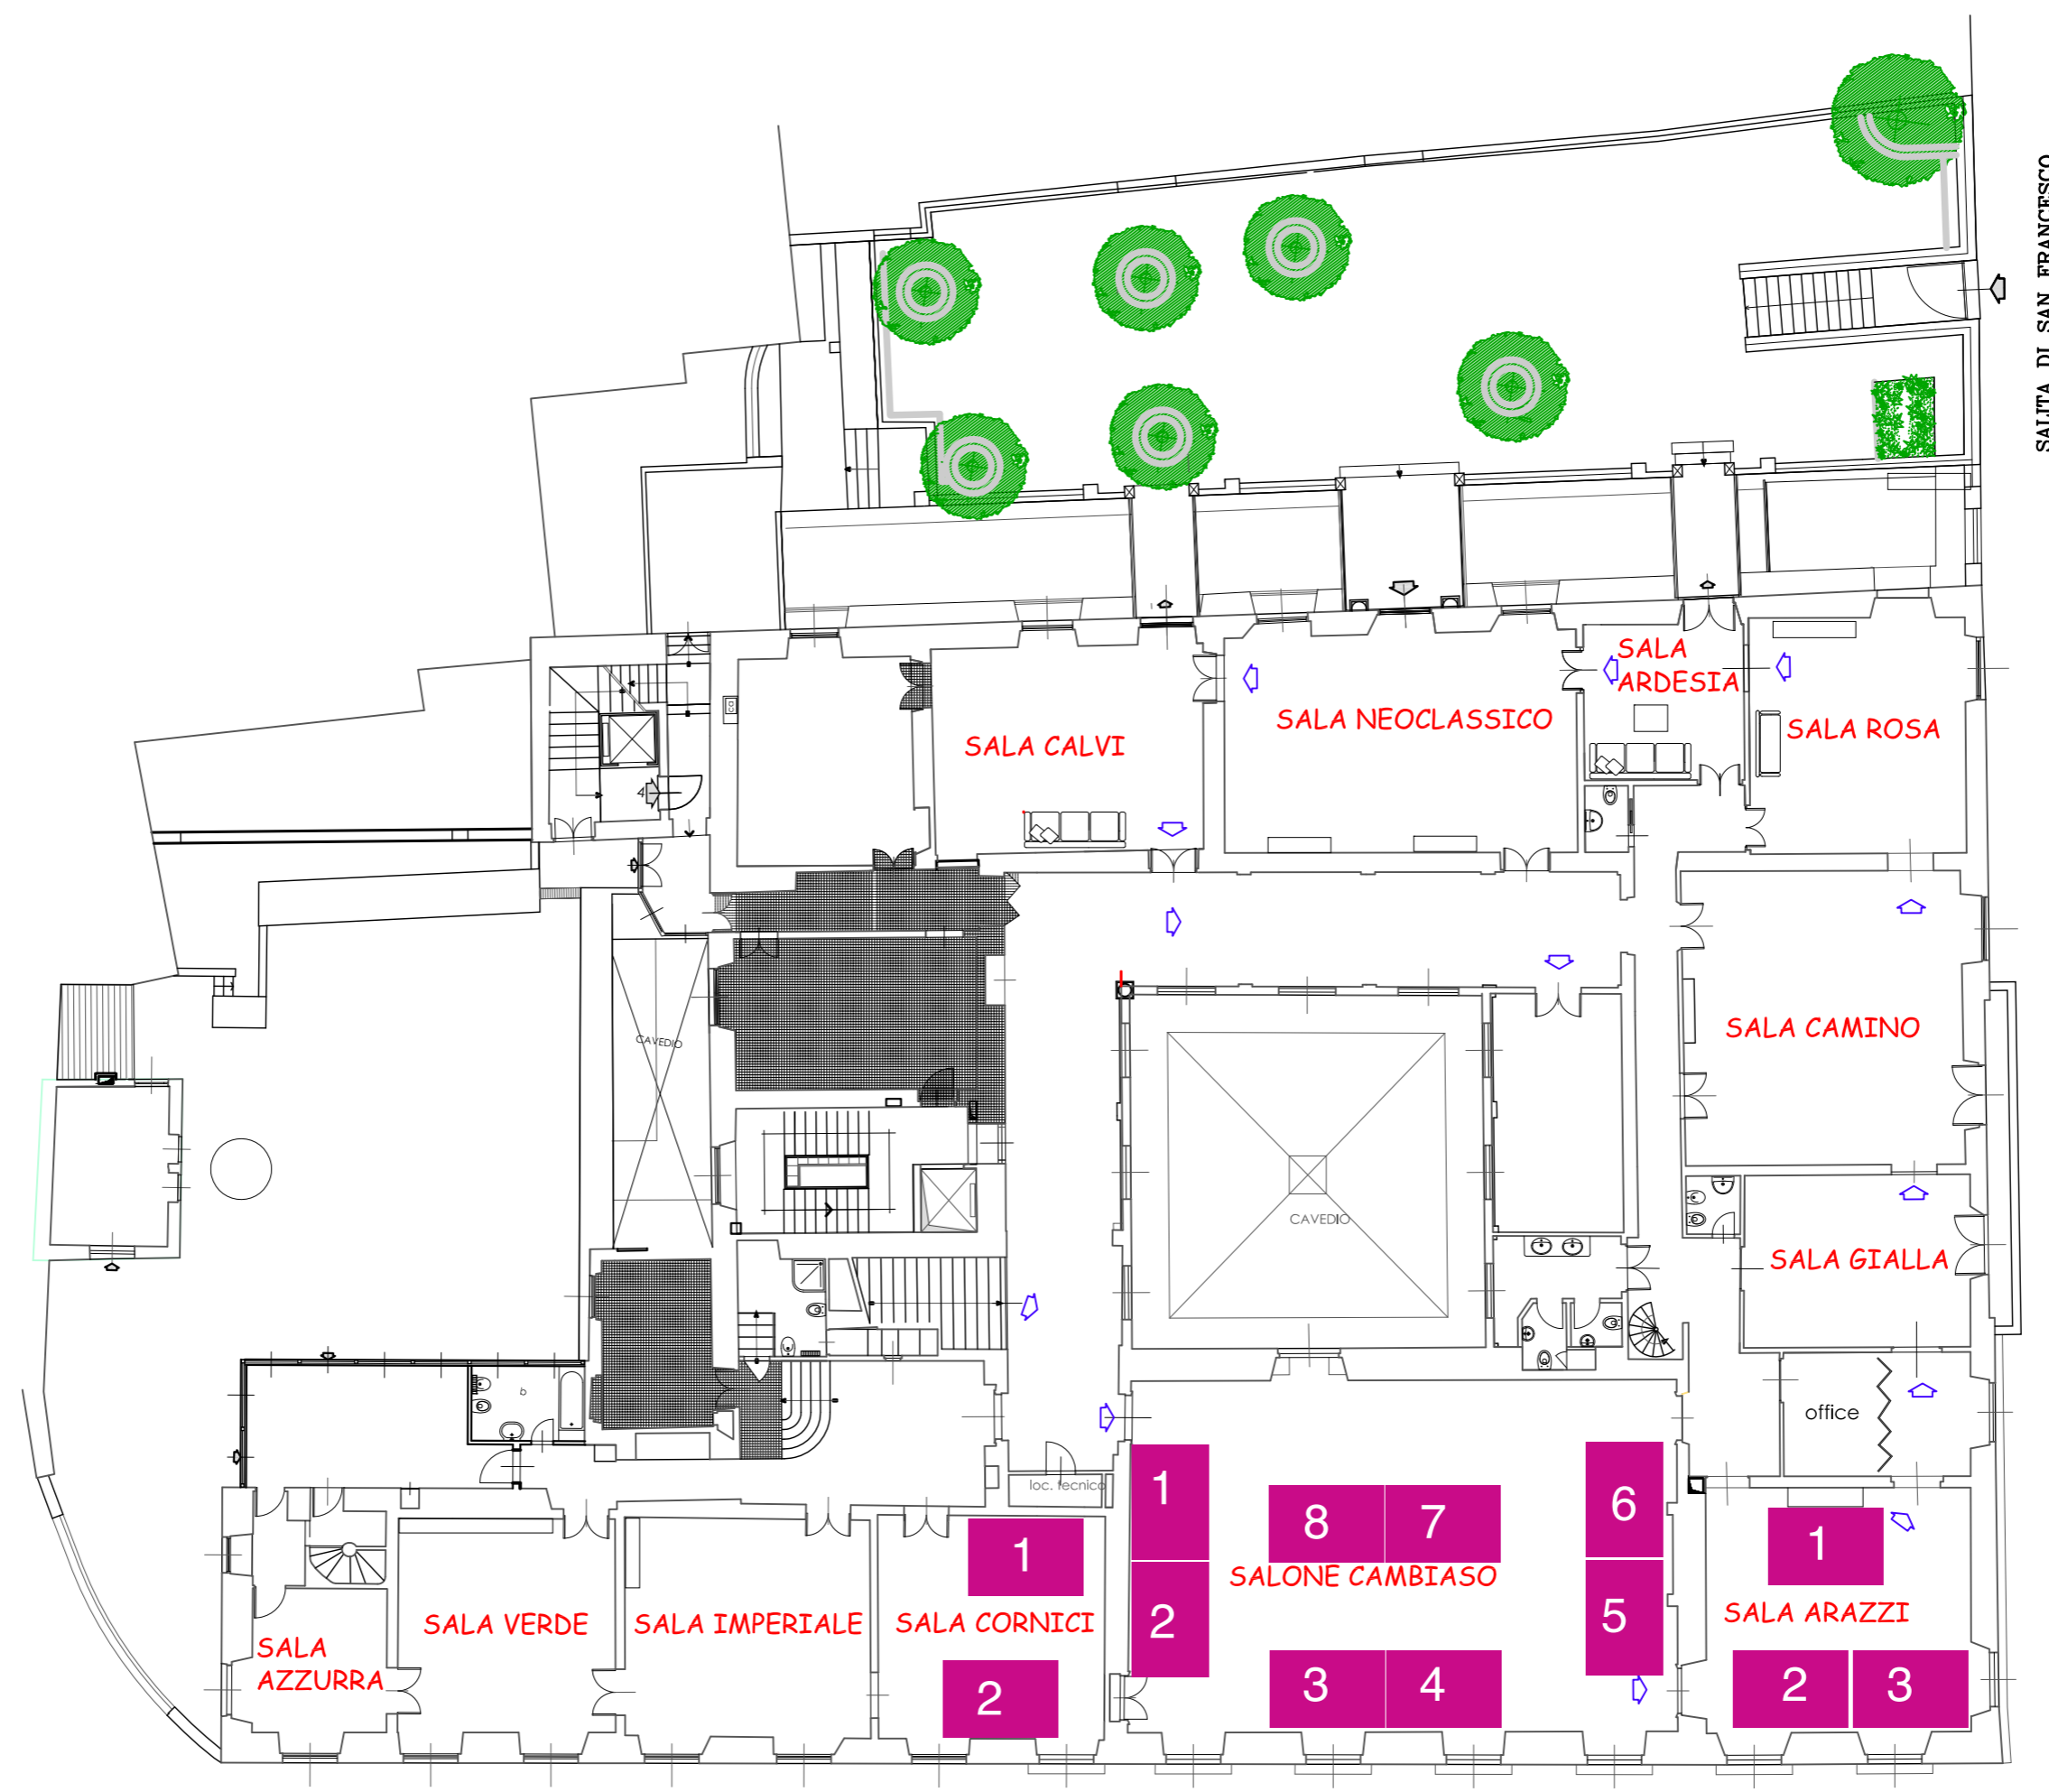 SALITA DI SAN FRANCESCO
SALA
ARDESIA
SALA NEOCLASSICO
SALA ROSA
SALA CALVI
ca
4
SALA CAMINO
CAVEDIO
CAVEDIO
SALA GIALLA
b
office
loc. tecnico
1
6
8
7
1
1
SALONE CAMBIASO
2
5
SALA ARAZZI
SALA VERDE
SALA IMPERIALE
SALA CORNICI
SALA
AZZURRA
2
3
4
2
3